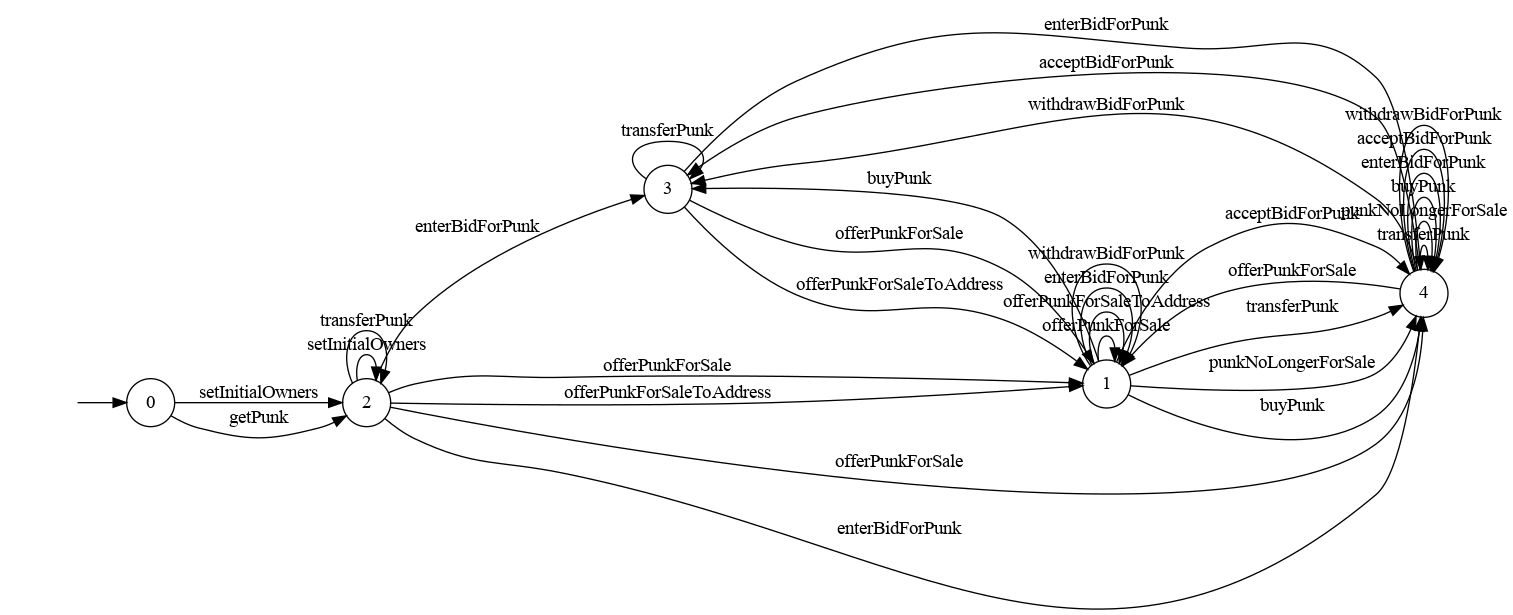 enterBidForPunk
acceptBidForPunk
withdrawBidForPunk
withdrawBidForPunk
transferPunk
acceptBidForPunk
enterBidForPunk
buyPunk
buyPunk
3
acceptBidForPunk
punkNoLongerForSale
enterBidForPunk
offerPunkForSale
transferPunk
withdrawBidForPunk
offerPunkForSale
enterBidForPunk
offerPunkForSaleToAddress
4
offerPunkForSaleToAddress
transferPunk
transferPunk
offerPunkForSale
setInitialOwners
offerPunkForSale
punkNoLongerForSale
1
setInitialOwners
offerPunkForSaleToAddress
0
2
buyPunk
getPunk
offerPunkForSale
enterBidForPunk